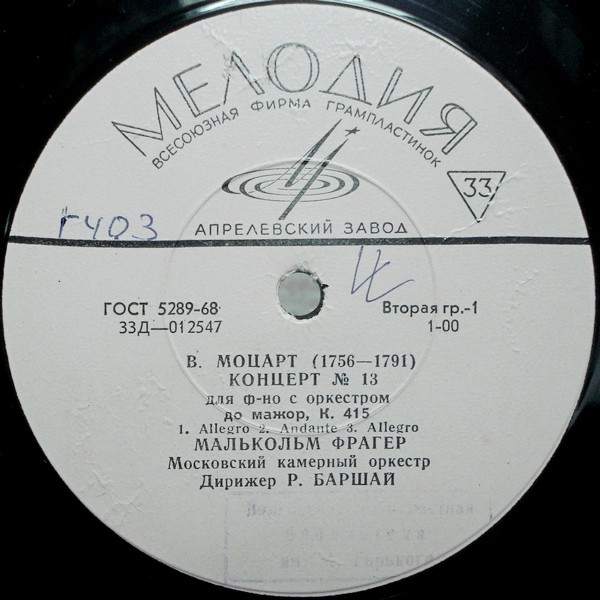 МЕЛОДИЯ
ВСЕСОЮЗНАЯ ФИРМА ГРАМПЛАСТИНОК
33
АПРЕЛЕВСКИЙ ЗАВОД
ГОСТ 5289-68
33Д—012547
Вторая гр.-1
1-00
В. МОЦАРТ (1756—1791)
КОНЦЕРТ № 13
для ф-но с оркестром
до мажор, К. 415
1. Allegro 2. Andante 3. Allegro
МАЛЬКОЛЬМ ФРАГЕР
Московский камерный оркестр
Дирижер Р. БАРШАЙ